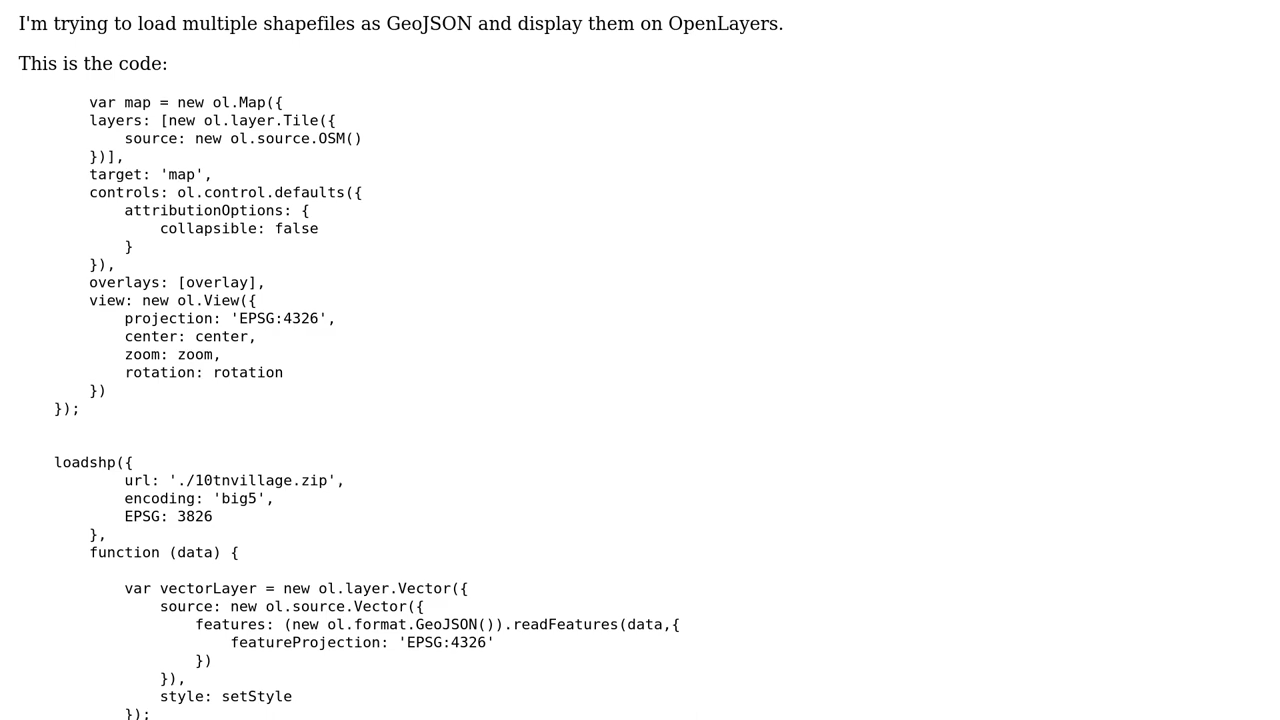 I'm trying to load multiple shapefiles as GeoJSON and display them on OpenLayers.
This is the code:
var map = new ol.Map({
layers: [new ol.layer.Tile({
source: new ol.source.OSM()
})],
target: 'map',
controls: ol.control.defaults({
attributionOptions: {
collapsible: false
}
}),
overlays: [overlay],
view: new ol.View({
projection: 'EPSG:4326',
center: center,
zoom: zoom,
rotation: rotation
})
});
loadshp({
url: './10tnvillage.zip',
encoding: 'big5',
EPSG: 3826
},
function (data) {
var vectorLayer = new ol.layer.Vector({
source: new ol.source.Vector({
features: (new ol.format.GeoJSON()).readFeatures(data,{
featureProjection: 'EPSG:4326'
})
}),
style: setStyle
});